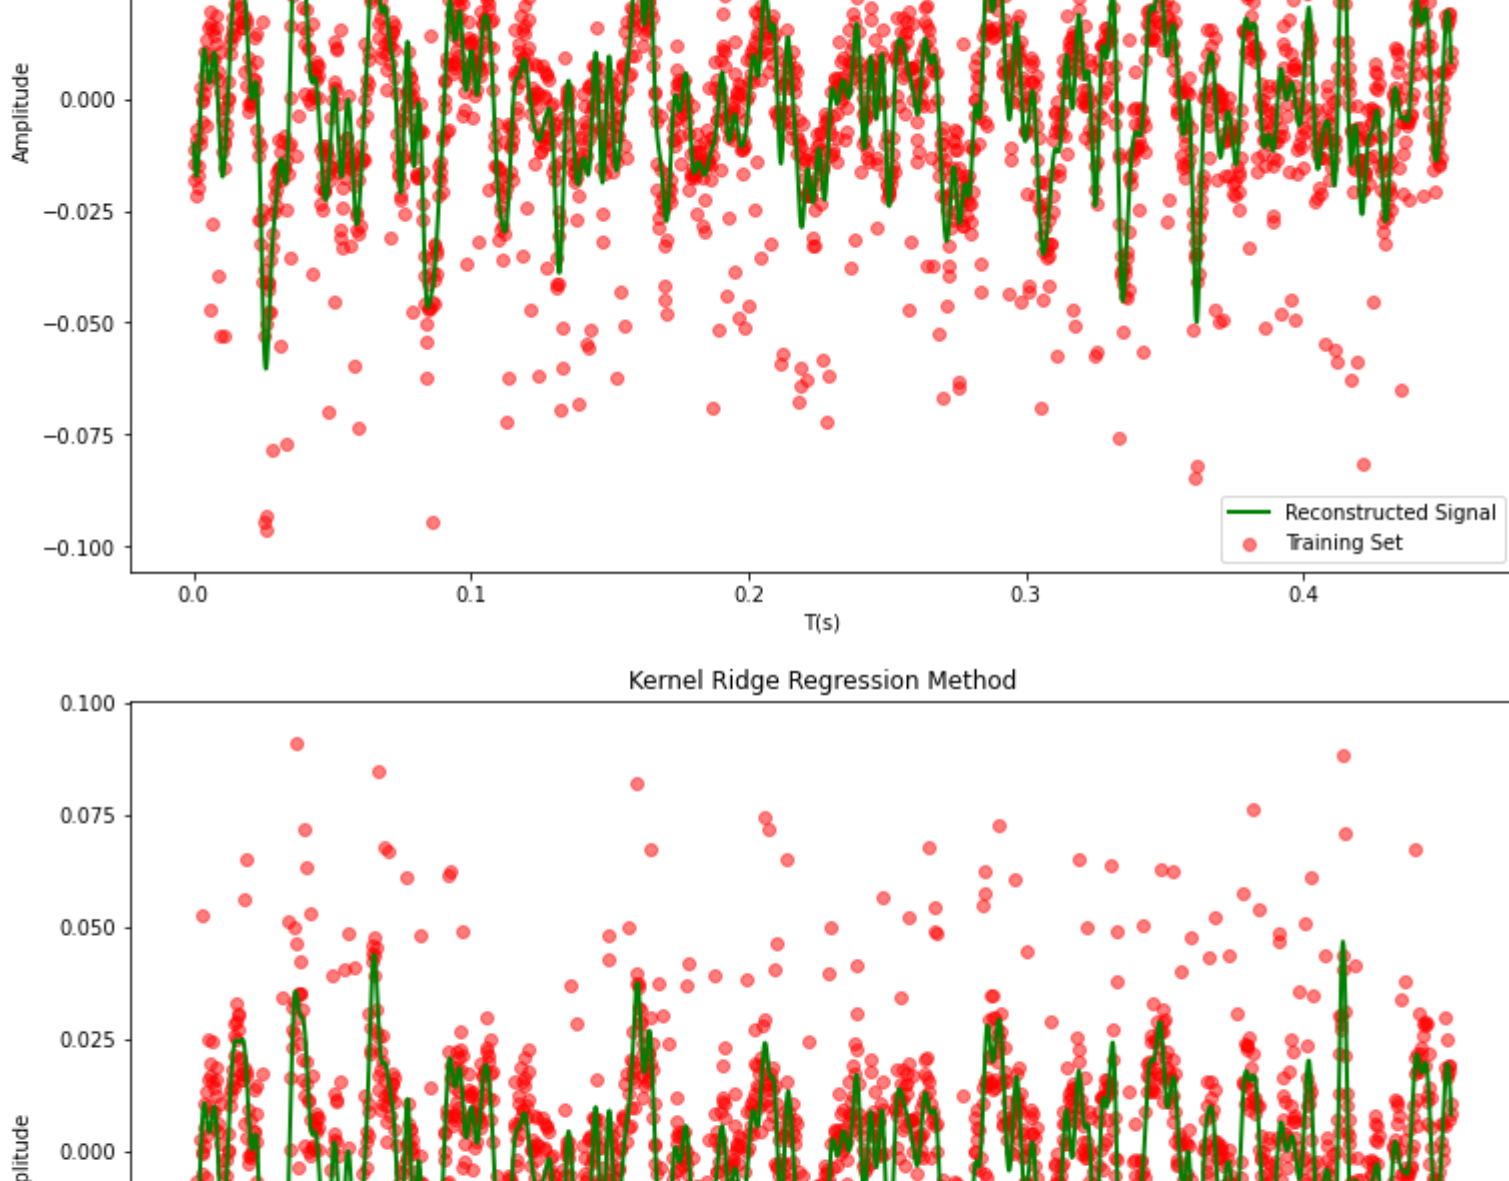 Amplitude
0.000
−0.025
−0.050
−0.075
−0.100
Reconstructed Signal
Training Set
0.0 0.1 0.2 0.3 0.4
T(s)
Kernel Ridge Regression Method
0.100
0.075
0.050
0.025
0.000
plitude